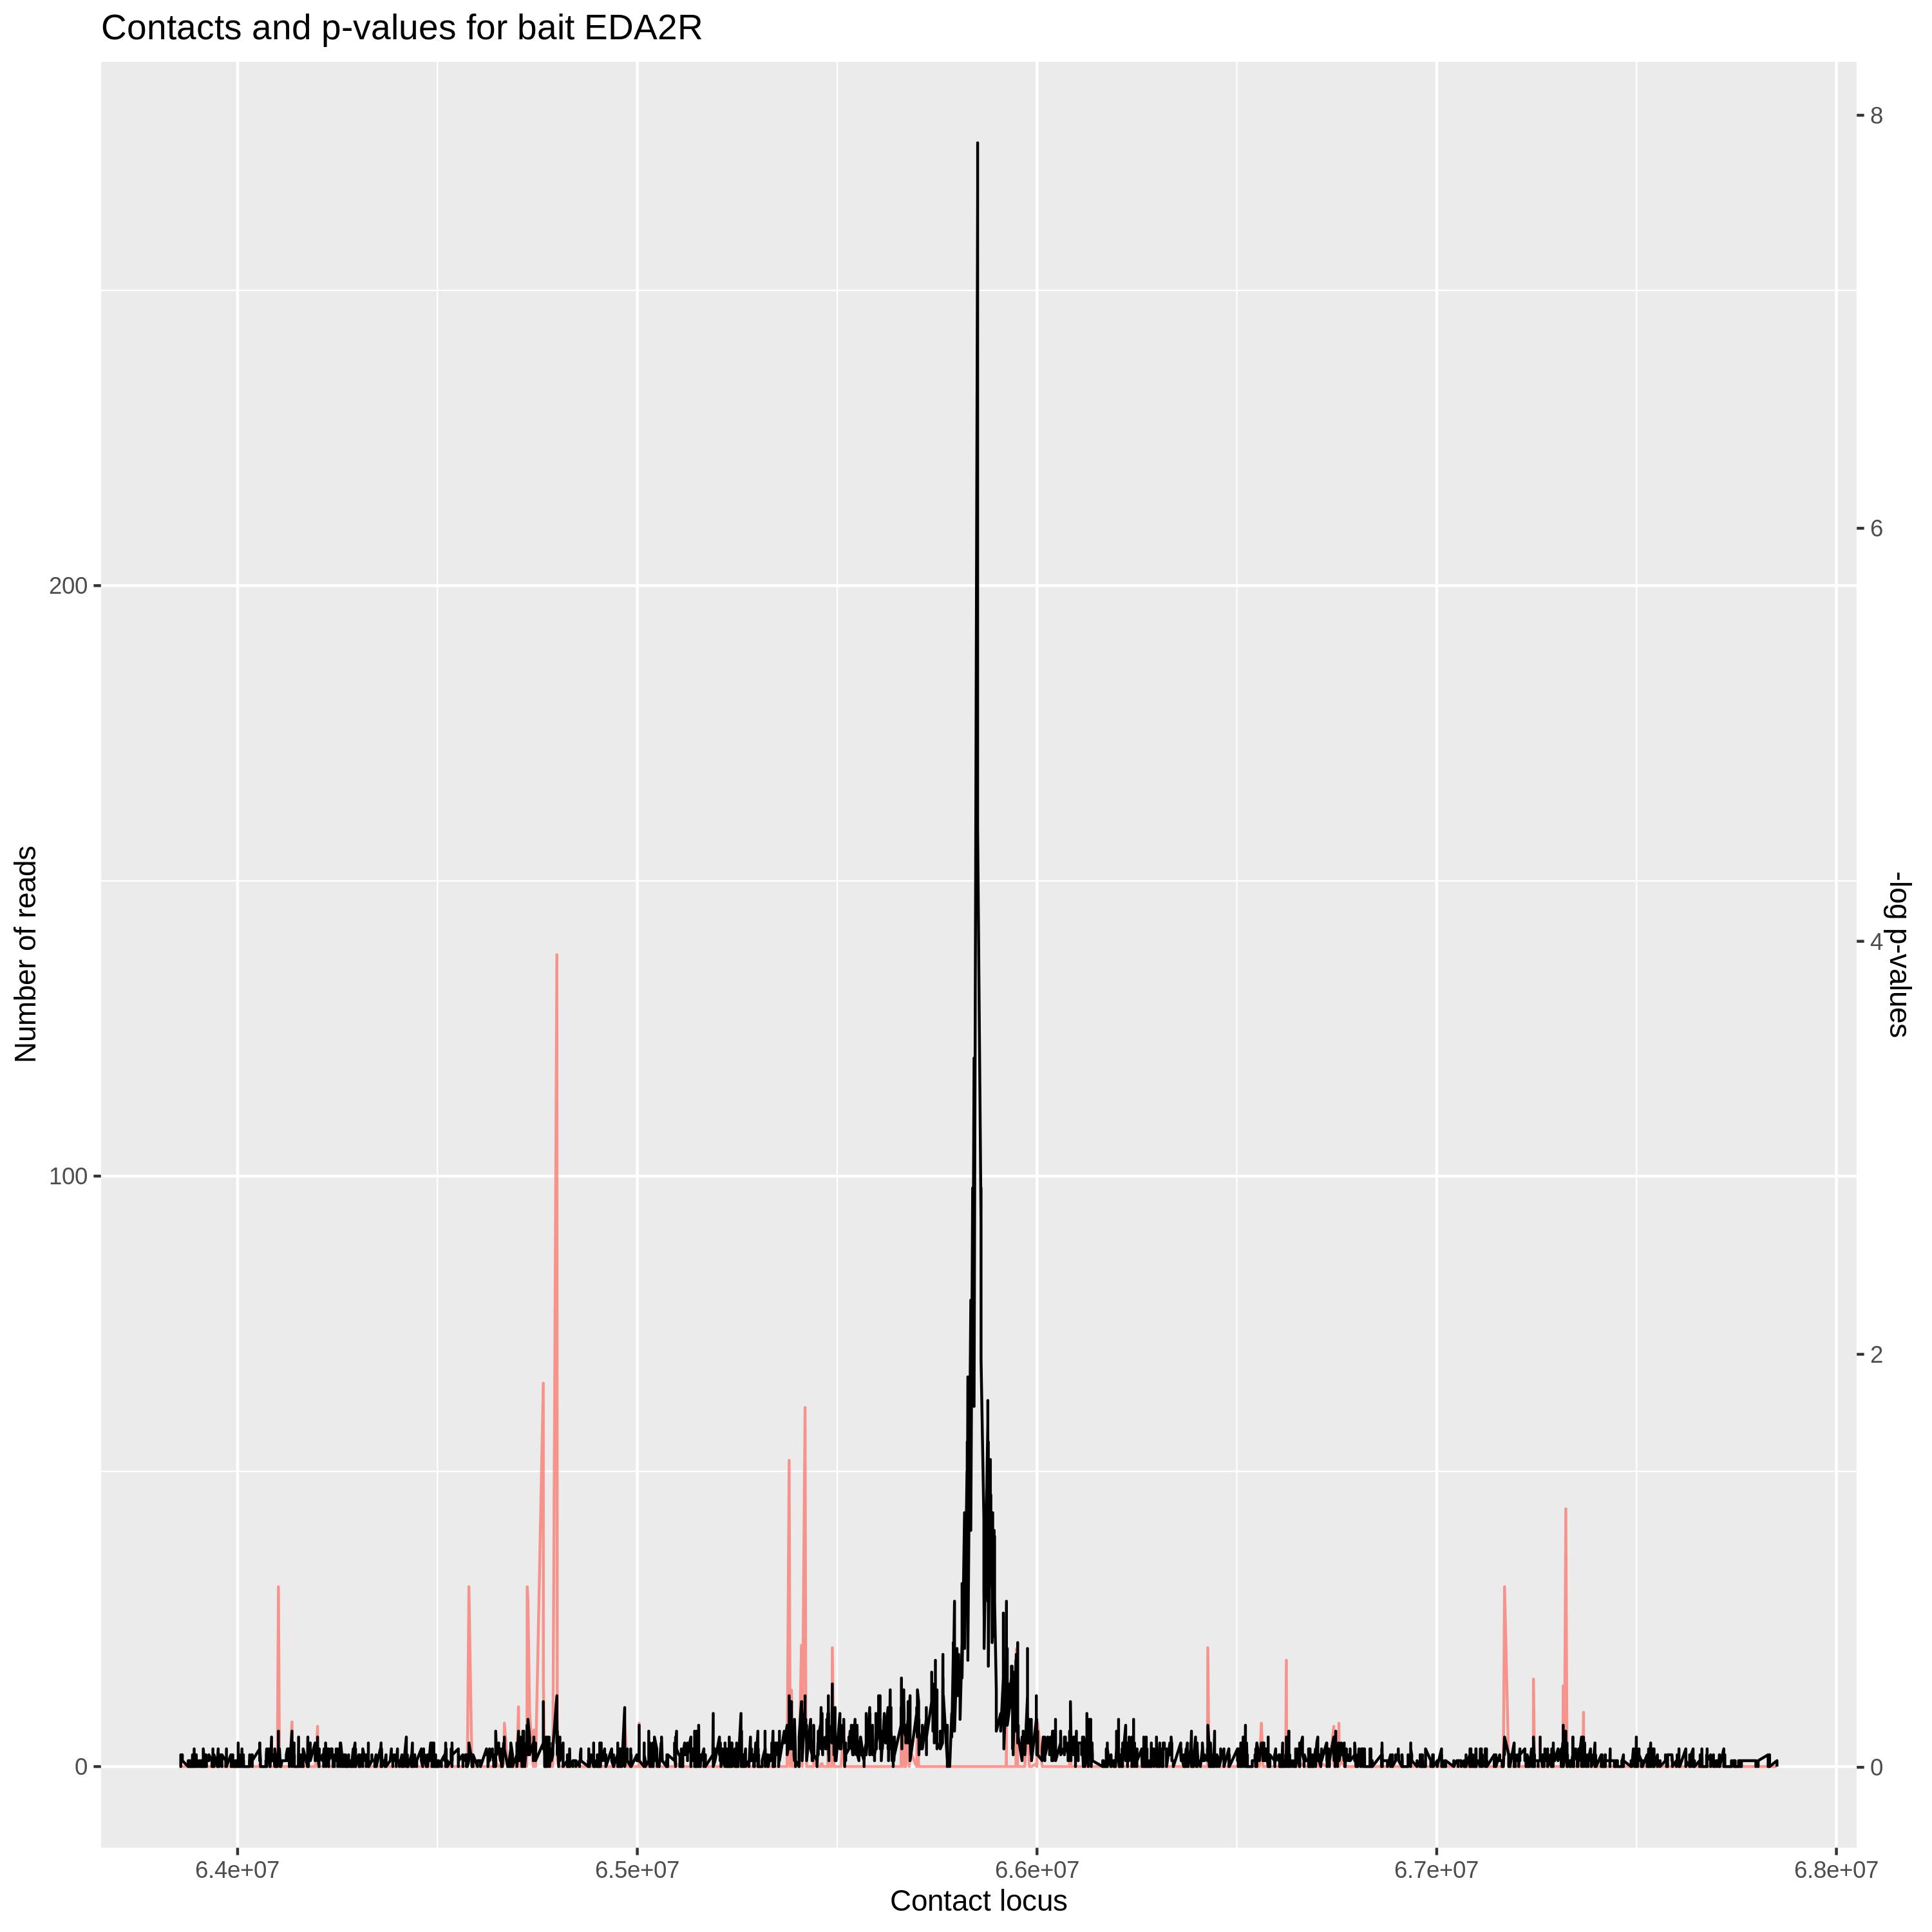 Contacts and p-values for bait EDA2R
8
6
200
4
Number of reads
-log p-values
100
2
0
0
6.4e+07
6.5e+07
6.6e+07
6.7e+07
6.8e+07
Contact locus